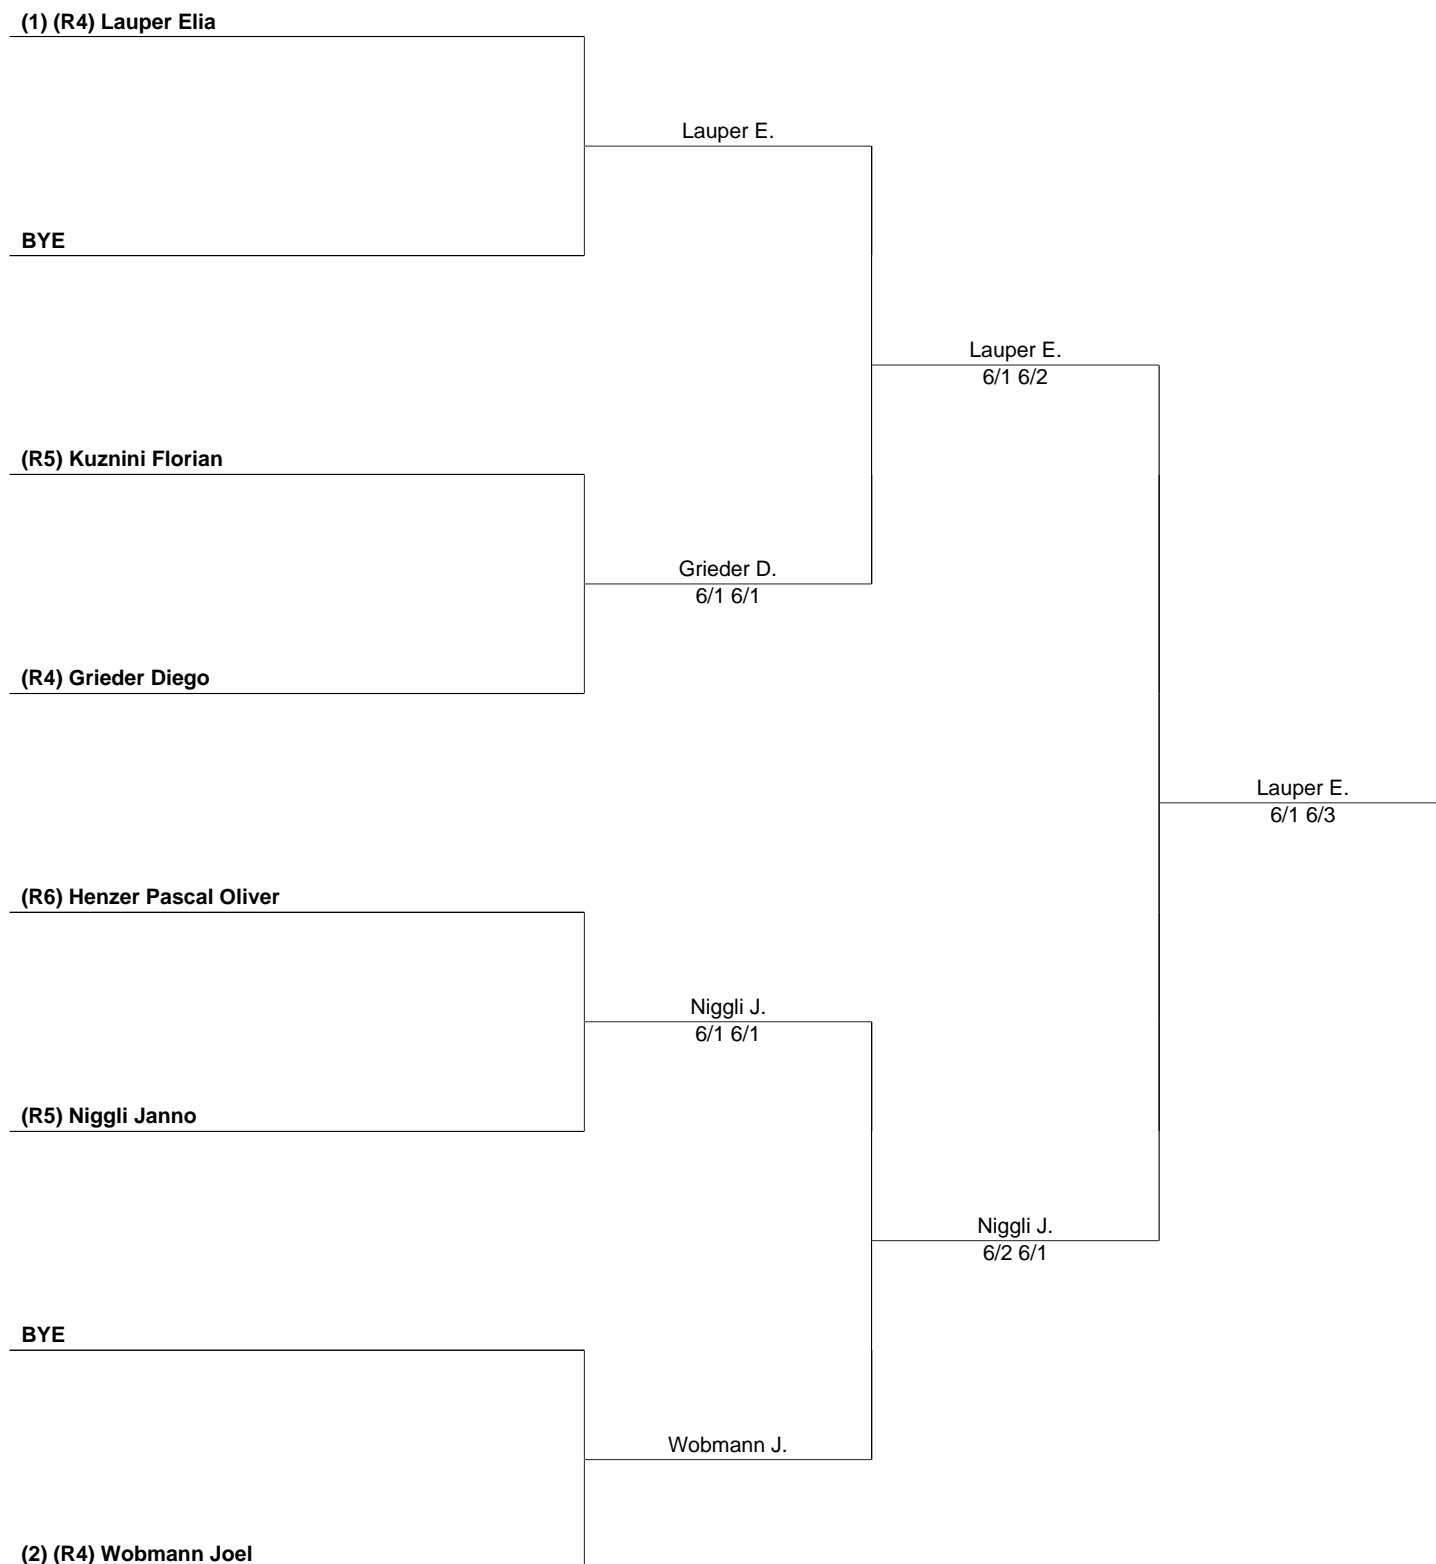 (1) (R4) Lauper Elia
Lauper E.
BYE
Lauper E.
6/1 6/2
(R5) Kuznini Florian
Grieder D.
6/1 6/1
(R4) Grieder Diego
Lauper E.
6/1 6/3
(R6) Henzer Pascal Oliver
Niggli J.
6/1 6/1
(R5) Niggli Janno
Niggli J.
6/2 6/1
BYE
Wobmann J.
(2) (R4) Wobmann Joel